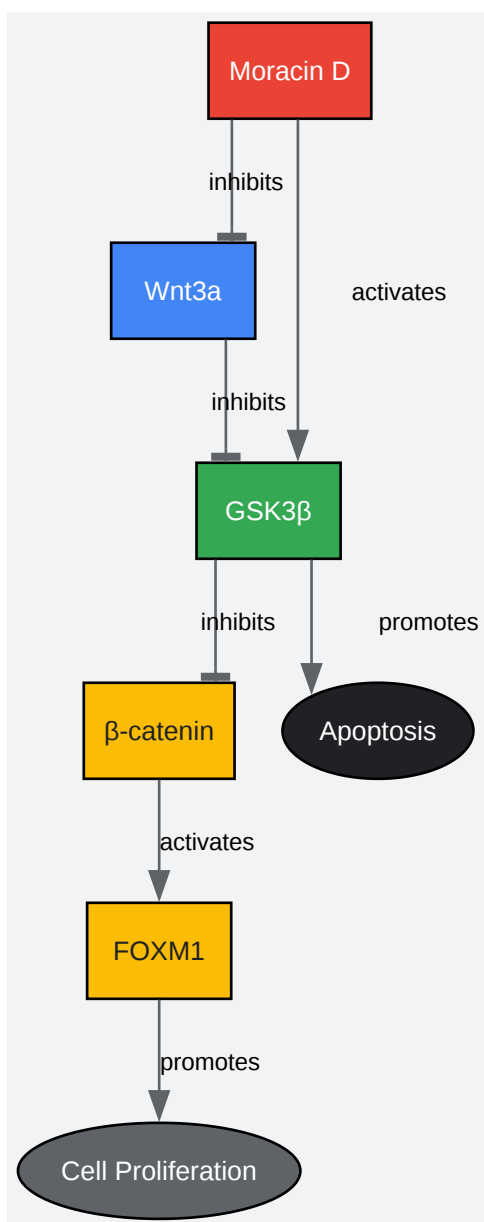 Moracin D
inhibits
Wnt3a
activates
inhibits
GSK3β
inhibits
promotes
β-catenin
Apoptosis
activates
FOXM1
promotes
Cell Proliferation